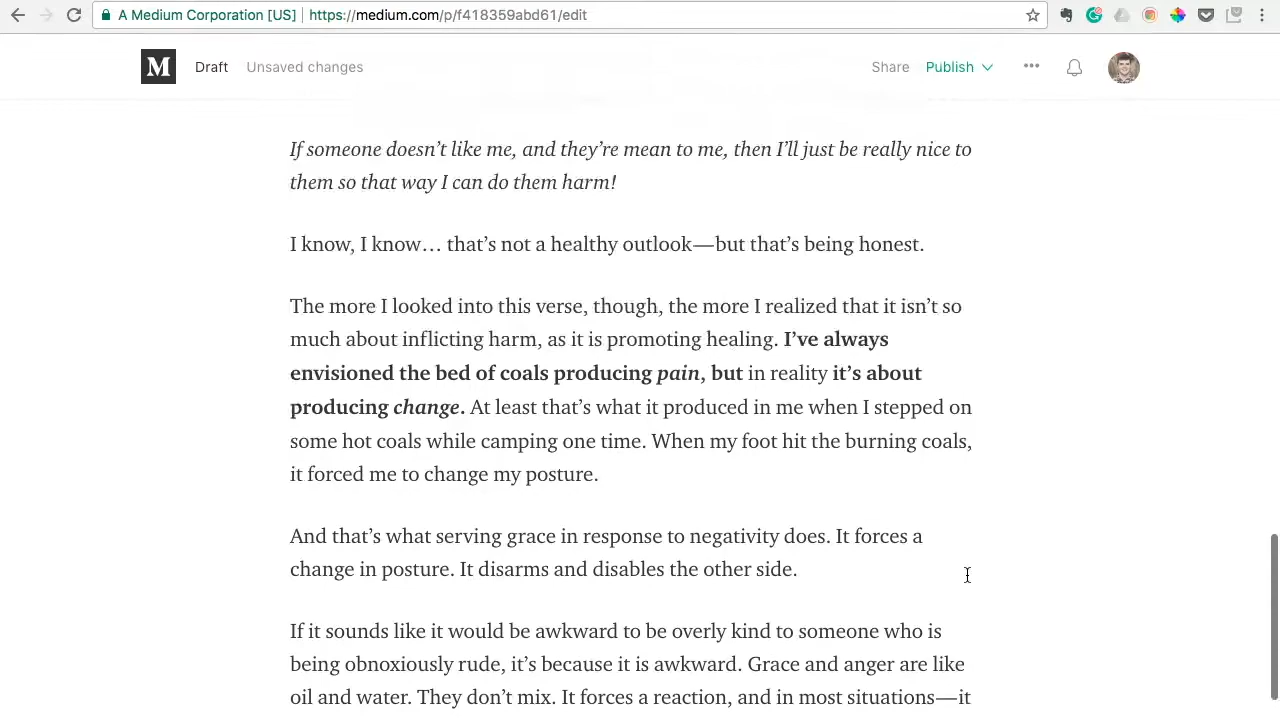 A Medium Corporation [US] | https://medium.com/p/f418359abd61/edit
M Draft Unsaved changes Share Publish
If someone doesn’t like me, and they’re mean to me, then I’ll just be really nice to
them so that way I can do them harm!
I know, I know… that’s not a healthy outlook—but that’s being honest.
The more I looked into this verse, though, the more I realized that it isn’t so
much about inflicting harm, as it is promoting healing. I’ve always
envisioned the bed of coals producing pain, but in reality it’s about
producing change. At least that’s what it produced in me when I stepped on
some hot coals while camping one time. When my foot hit the burning coals,
it forced me to change my posture.
And that’s what serving grace in response to negativity does. It forces a
change in posture. It disarms and disables the other side.
If it sounds like it would be awkward to be overly kind to someone who is
being obnoxiously rude, it’s because it is awkward. Grace and anger are like
oil and water. They don’t mix. It forces a reaction, and in most situations—it